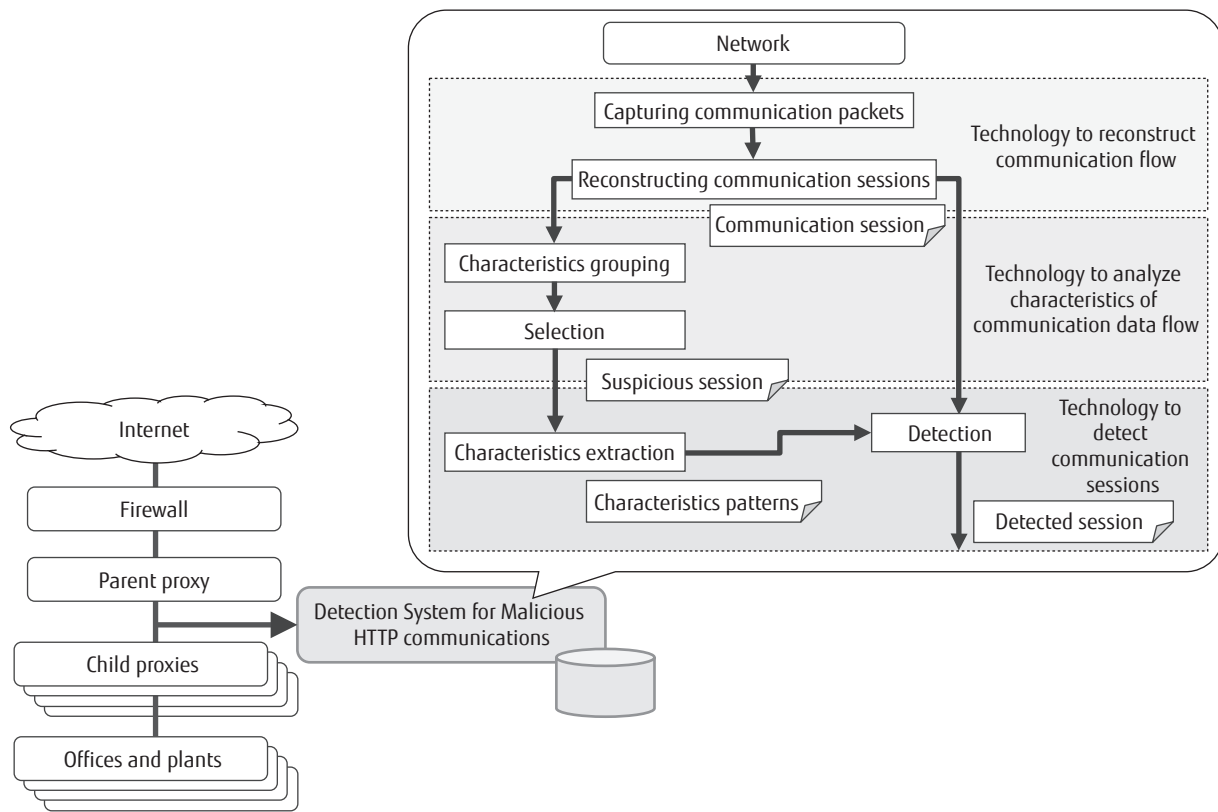 Network
Capturing communication packets
Technology to reconstruct
communication flow
Reconstructing communication sessions
Communication session
Characteristics grouping
Technology to analyze
characteristics of
communication data flow
Selection
Suspicious session
Technology to
detect
communication
sessions
Detection
Characteristics extraction
Characteristics patterns
Detected session
Internet
Firewall
Parent proxy
Detection System for Malicious
HTTP communications
Child proxies
Offices and plants